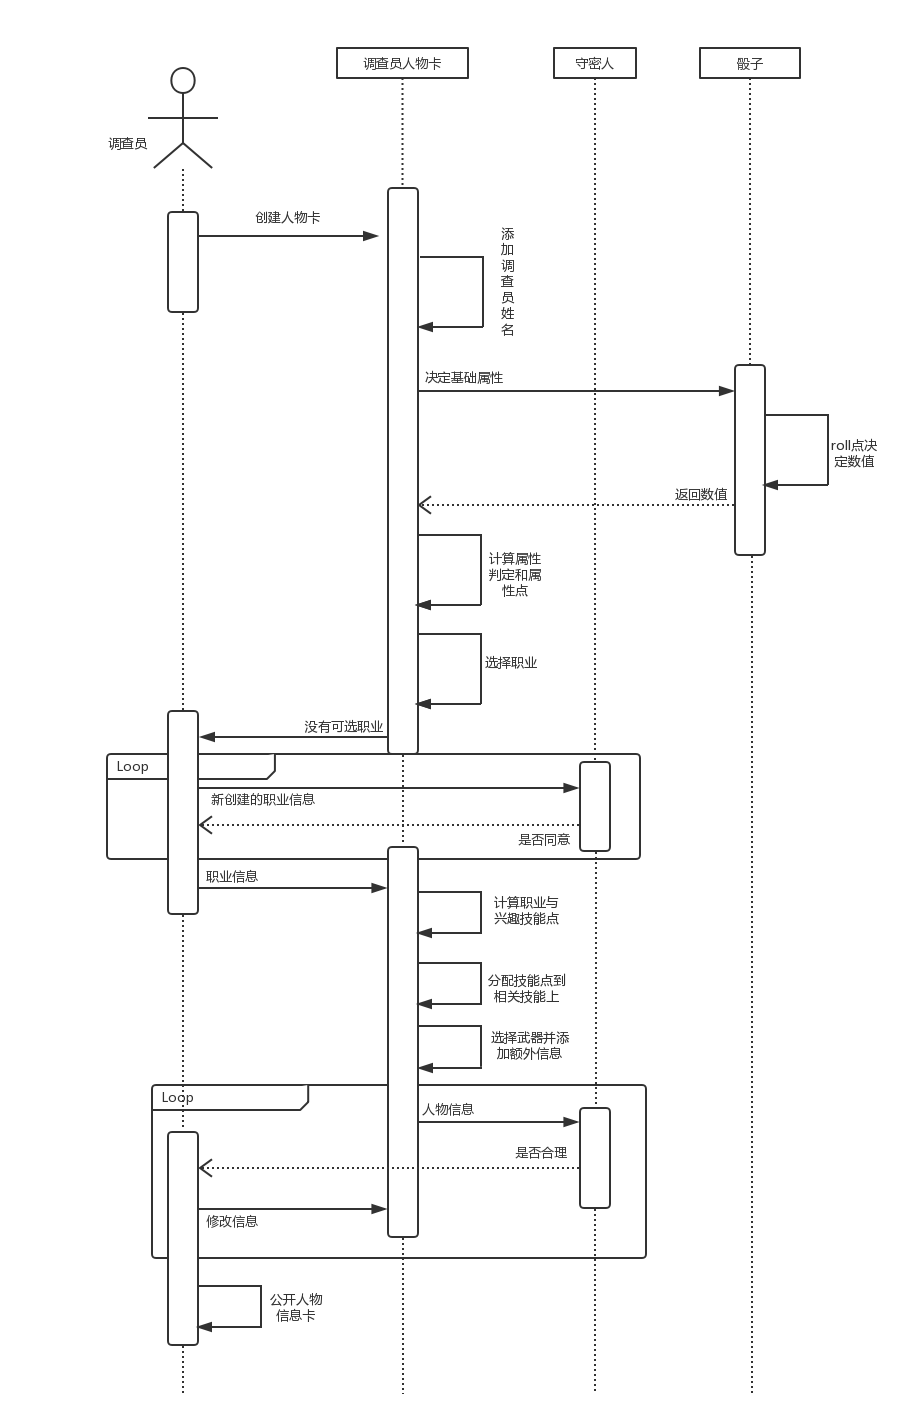 调查员人物卡
守密人
骰子
调查员
创建人物卡
添
加
调
查
员
姓
名
决定基础属性
roll点决
定数值
返回数值
计算属性
判定和属
性点
选择职业
没有可选职业
Loop
新创建的职业信息
是否同意
职业信息
计算职业与
兴趣技能点
分配技能点到
相关技能上
选择武器并添
加额外信息
Loop
人物信息
是否合理
修改信息
公开人物
信息卡